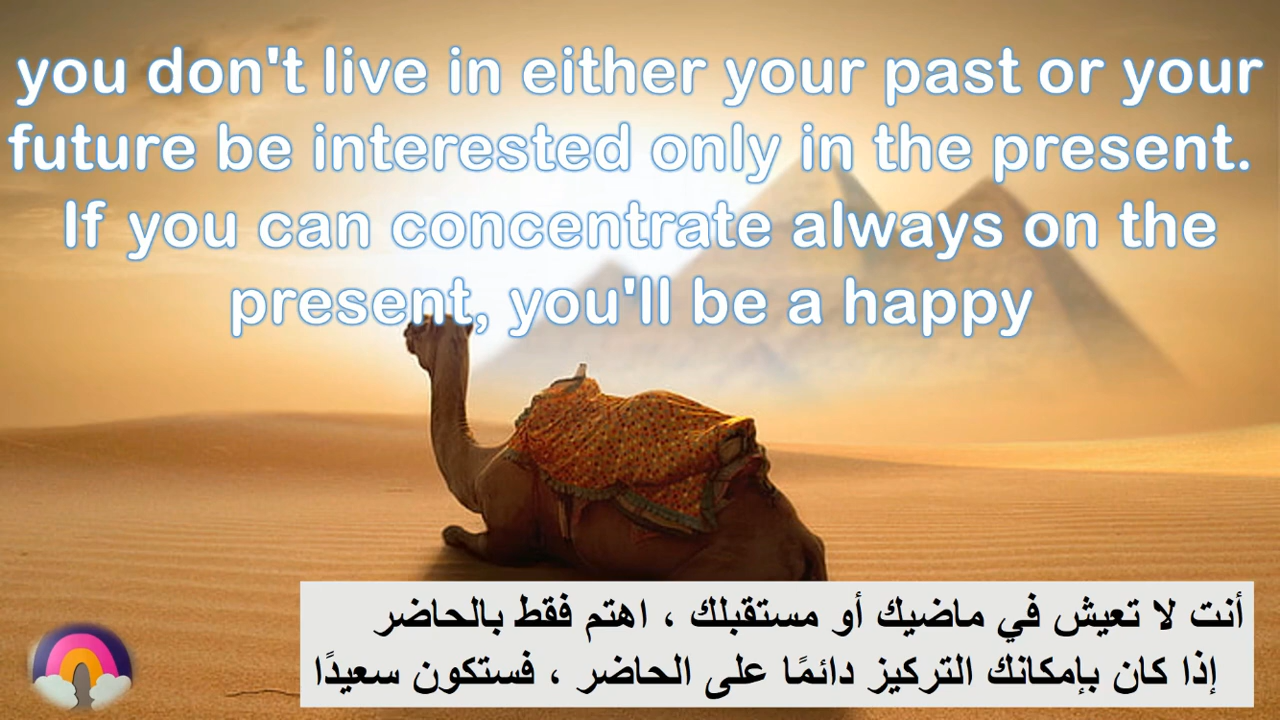 you don't live in either your past or your
future be interested only in the present.
If you can concentrate always on the
present, you'll be a happy
أنت لا تعيش في ماضيك أو مستقبلك ، اهتم فقط بالحاضر
إذا كان بإمكانك التركيز دائمًا على الحاضر ، فستكون سعيدًا